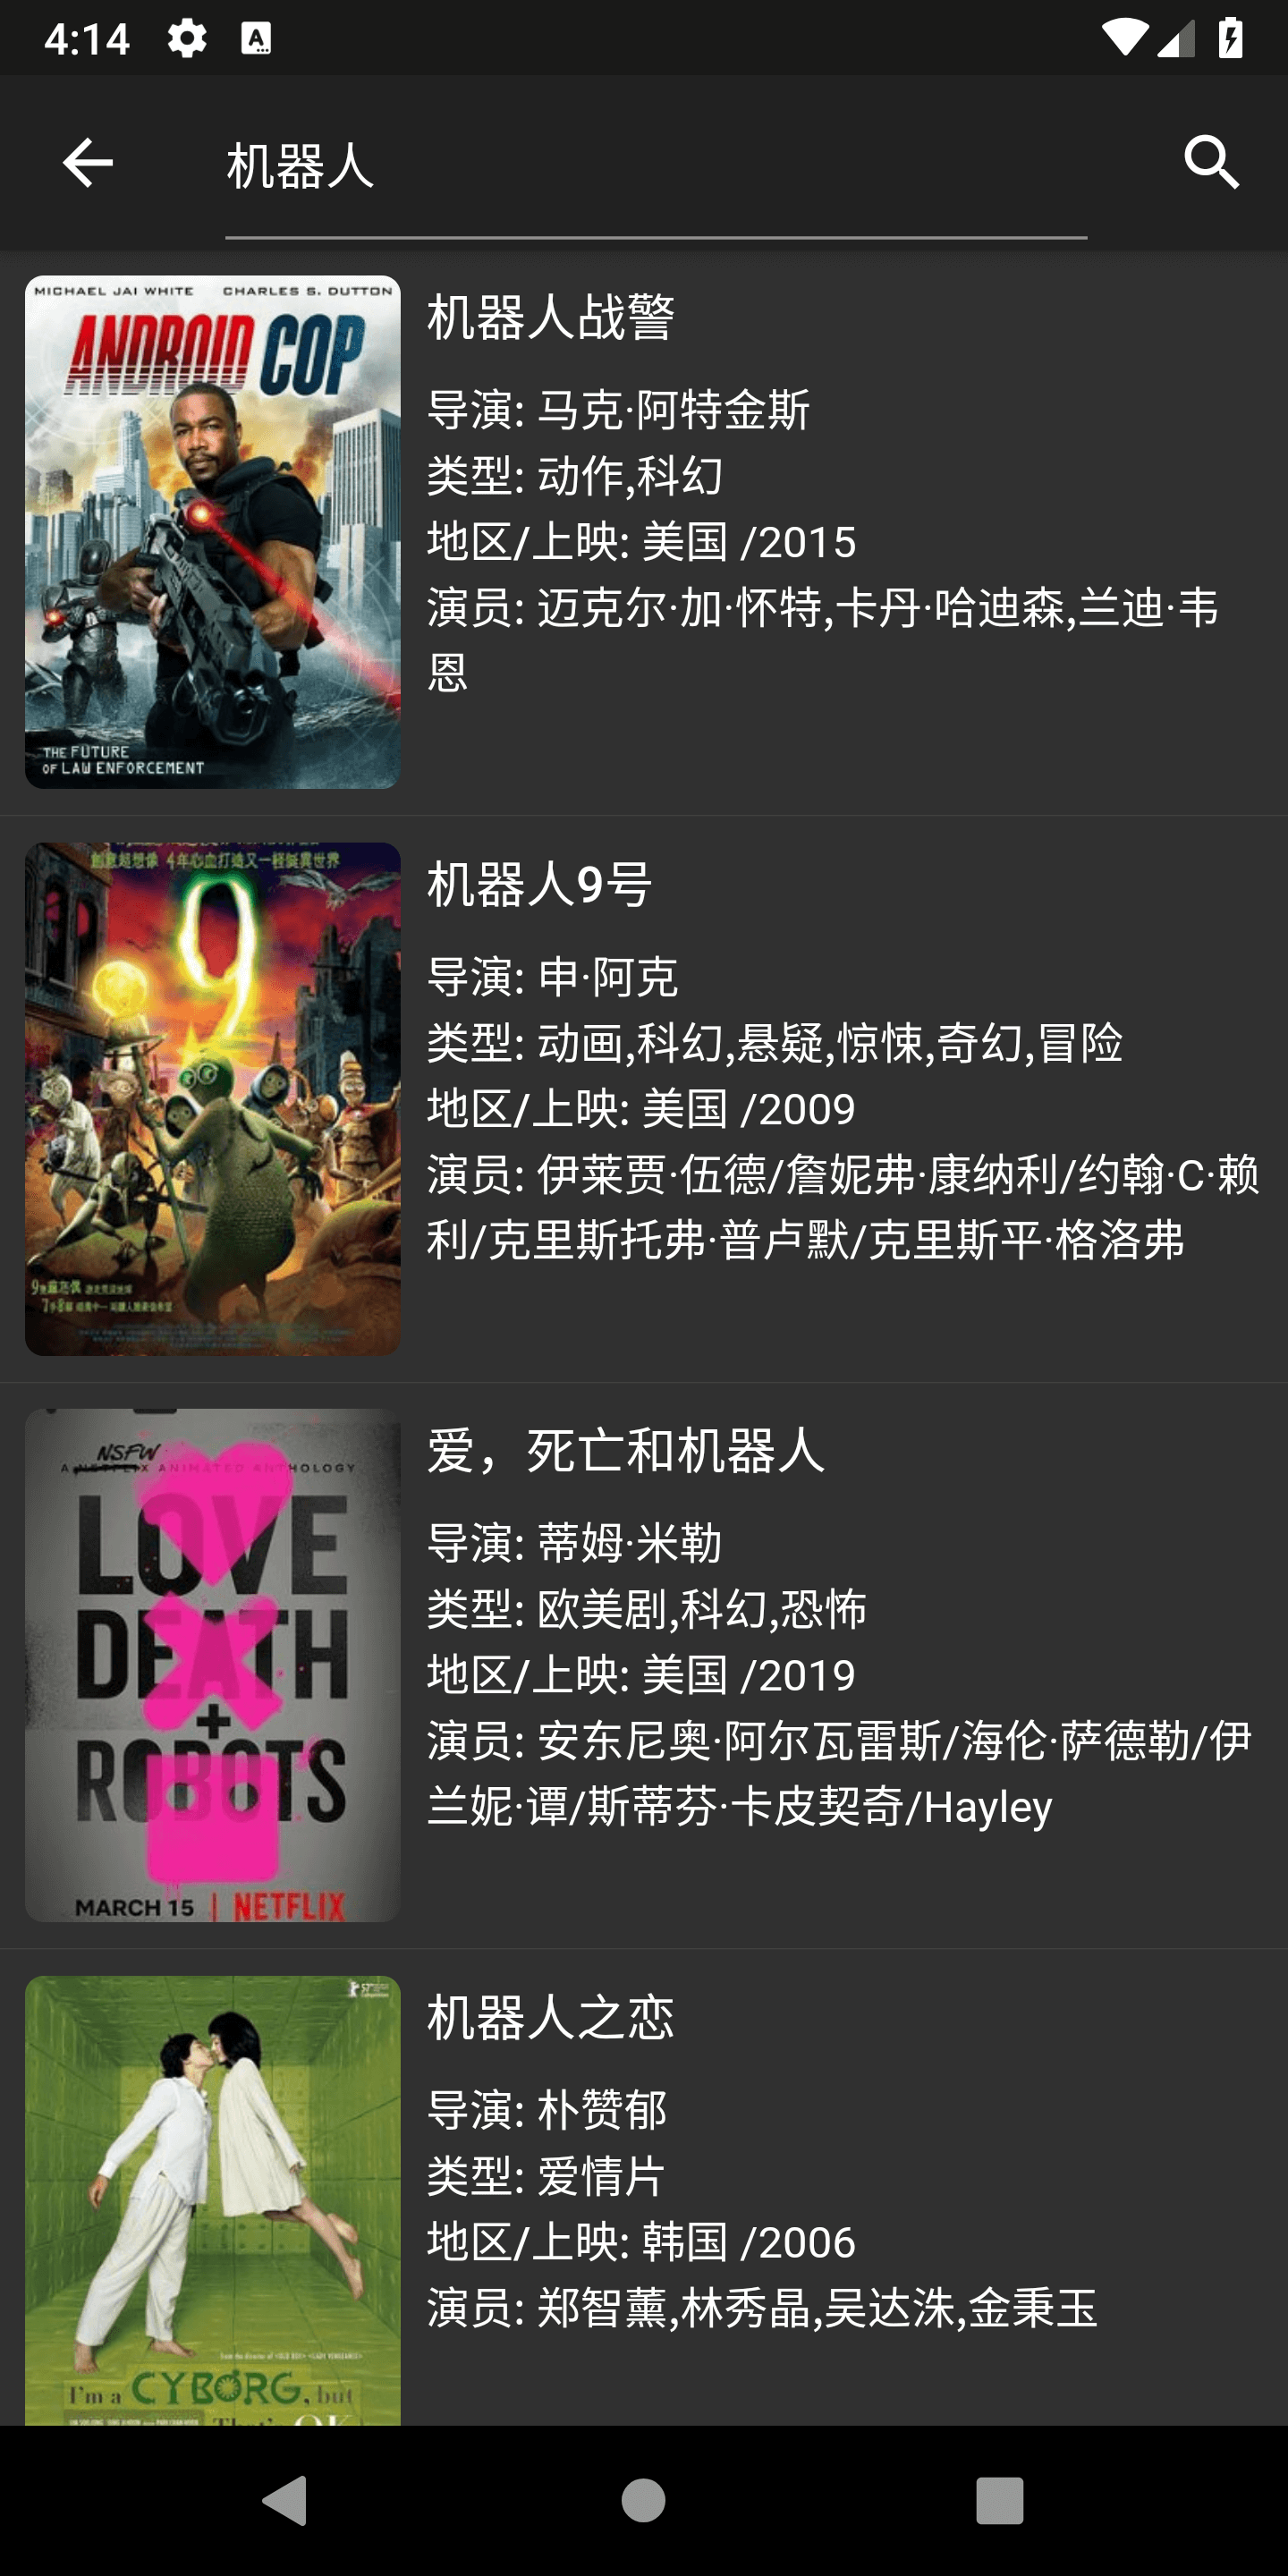 4:14
机器人
MICHAEL JAI WHITE CHARLES S. DUTTON
ANDROID COP
THE FUTURE
OF LAW ENFORCEMENT
机器人战警
导演: 马克·阿特金斯
类型: 动作,科幻
地区/上映: 美国 /2015
演员: 迈克尔·加·怀特,卡丹·哈迪森,兰迪·韦
恩
創意超想像 4年心血打造又一怪誕異世界
9
机器人9号
导演: 申·阿克
类型: 动画,科幻,悬疑,惊悚,奇幻,冒险
地区/上映: 美国 /2009
演员: 伊莱贾·伍德/詹妮弗·康纳利/约翰·C·赖
利/克里斯托弗·普卢默/克里斯平·格洛弗
NSFW
A NETFLIX ANIMATED ANTHOLOGY
LOVE
DEATH
+
ROBOTS
MARCH 15 | NETFLIX
爱，死亡和机器人
导演: 蒂姆·米勒
类型: 欧美剧,科幻,恐怖
地区/上映: 美国 /2019
演员: 安东尼奥·阿尔瓦雷斯/海伦·萨德勒/伊
兰妮·谭/斯蒂芬·卡皮契奇/Hayley
I'm a CYBORG, but
机器人之恋
导演: 朴赞郁
类型: 爱情片
地区/上映: 韩国 /2006
演员: 郑智薰,林秀晶,吴达洙,金秉玉